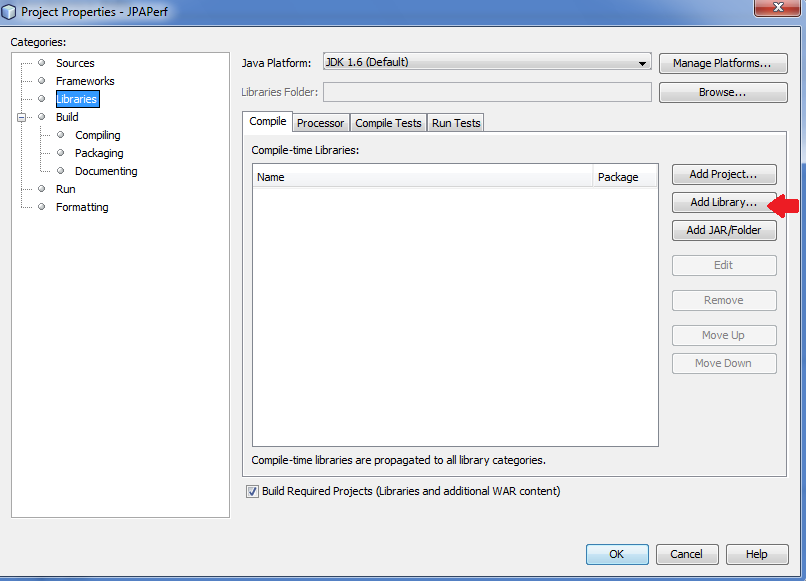 Project Properties - JPAPerf
Categories:
Sources
Frameworks
Libraries
Build
Compiling
Packaging
Documenting
Run
Formatting
Java Platform: JDK 1.6 (Default) Manage Platforms...
Libraries Folder: Browse...
Compile Processor Compile Tests Run Tests
Compile-time Libraries:
Name Package
Add Project...
Add Library...
Add JAR/Folder
Edit
Remove
Move Up
Move Down
Compile-time libraries are propagated to all library categories.
Build Required Projects (Libraries and additional WAR content)
OK Cancel Help